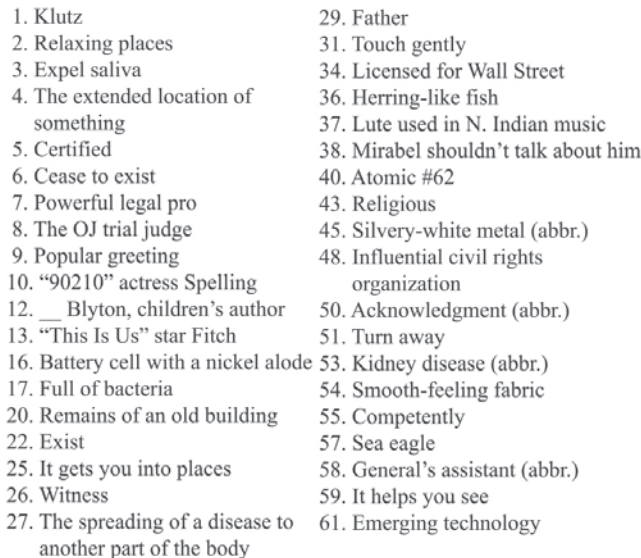 1. Klutz
2. Relaxing places
3. Expel saliva
4. The extended location of
something
5. Certified
6. Cease to exist
7. Powerful legal pro
8. The OJ trial judge
9. Popular greeting
10. “90210” actress Spelling
12. __ Blyton, children’s author
13. “This Is Us” star Fitch
16. Battery cell with a nickel alode
17. Full of bacteria
20. Remains of an old building
22. Exist
25. It gets you into places
26. Witness
27. The spreading of a disease to
another part of the body
29. Father
31. Touch gently
34. Licensed for Wall Street
36. Herring-like fish
37. Lute used in N. Indian music
38. Mirabel shouldn’t talk about him
40. Atomic #62
43. Religious
45. Silvery-white metal (abbr.)
48. Influential civil rights
organization
50. Acknowledgment (abbr.)
51. Turn away
53. Kidney disease (abbr.)
54. Smooth-feeling fabric
55. Competently
57. Sea eagle
58. General’s assistant (abbr.)
59. It helps you see
61. Emerging technology